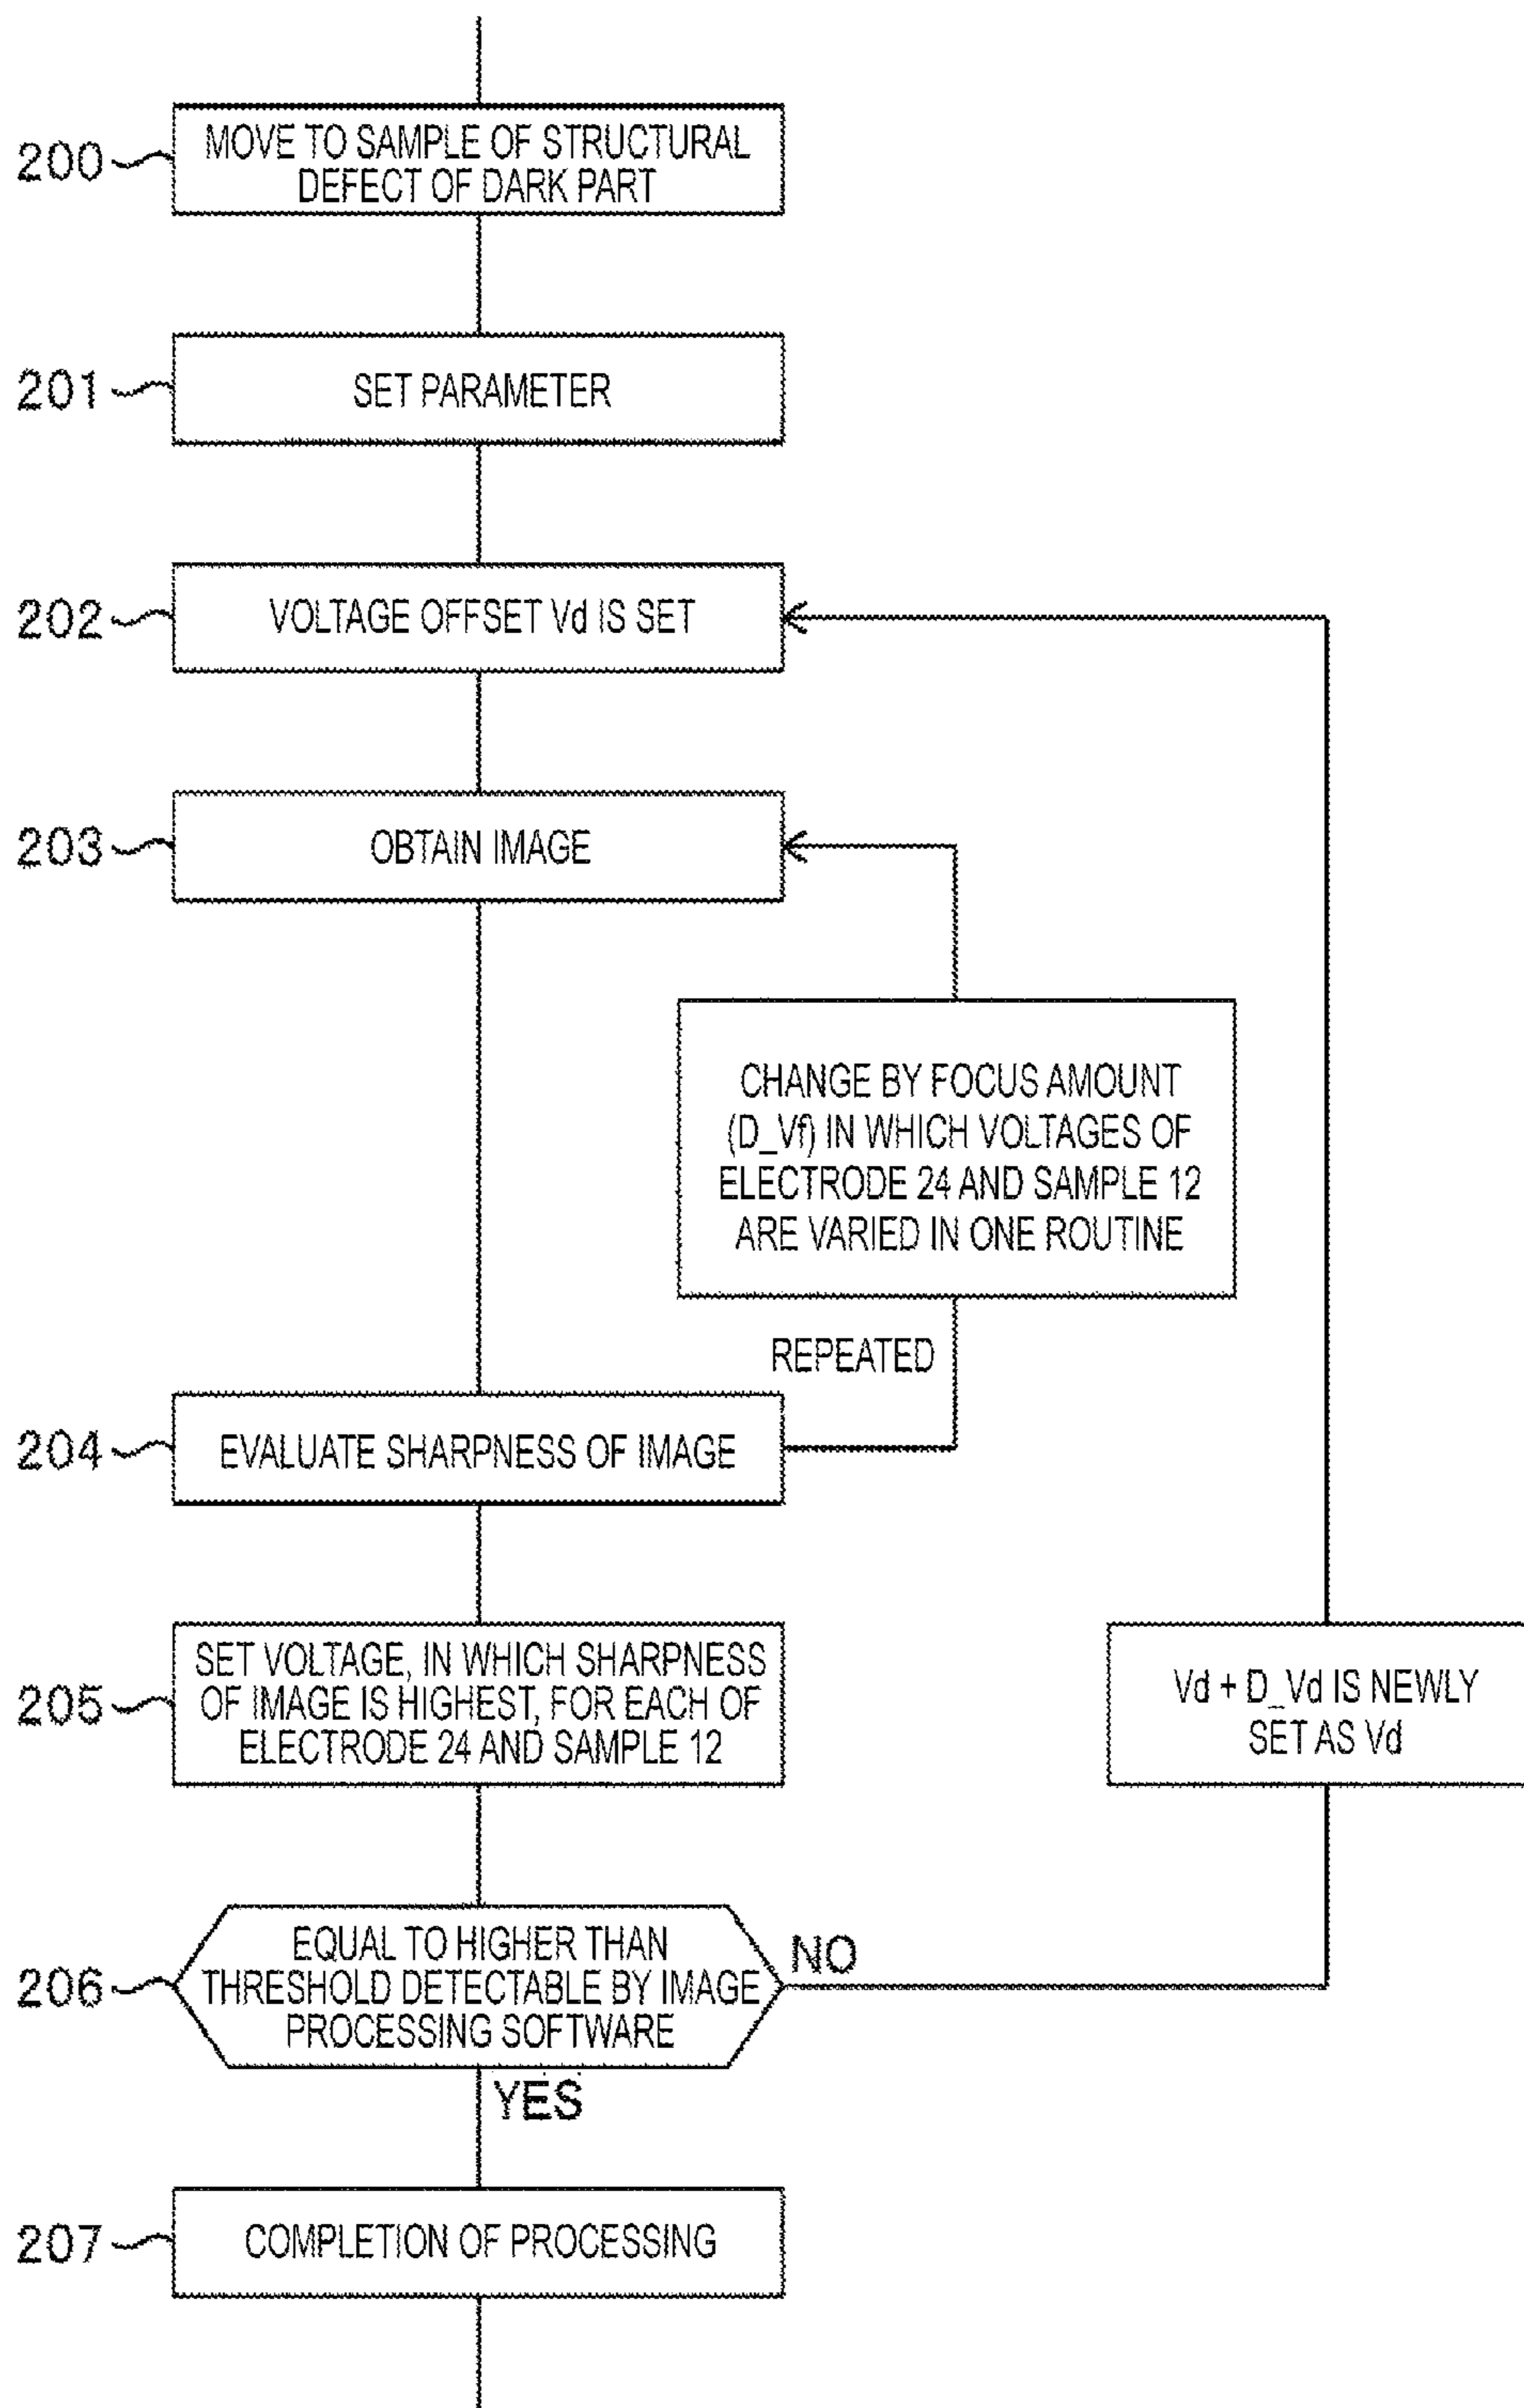 200
MOVE TO SAMPLE OF STRUCTURAL
DEFECT OF DARK PART
201
SET PARAMETER
202
VOLTAGE OFFSET Vd IS SET
203
OBTAIN IMAGE
CHANGE BY FOCUS AMOUNT
(D_Vf) IN WHICH VOLTAGES OF
ELECTRODE 24 AND SAMPLE 12
ARE VARIED IN ONE ROUTINE
REPEATED
204
EVALUATE SHARPNESS OF IMAGE
205
SET VOLTAGE, IN WHICH SHARPNESS
OF IMAGE IS HIGHEST, FOR EACH OF
ELECTRODE 24 AND SAMPLE 12
Vd + D_Vd IS NEWLY
SET AS Vd
206
EQUAL TO HIGHER THAN
THRESHOLD DETECTABLE BY IMAGE
PROCESSING SOFTWARE
NO
YES
207
COMPLETION OF PROCESSING